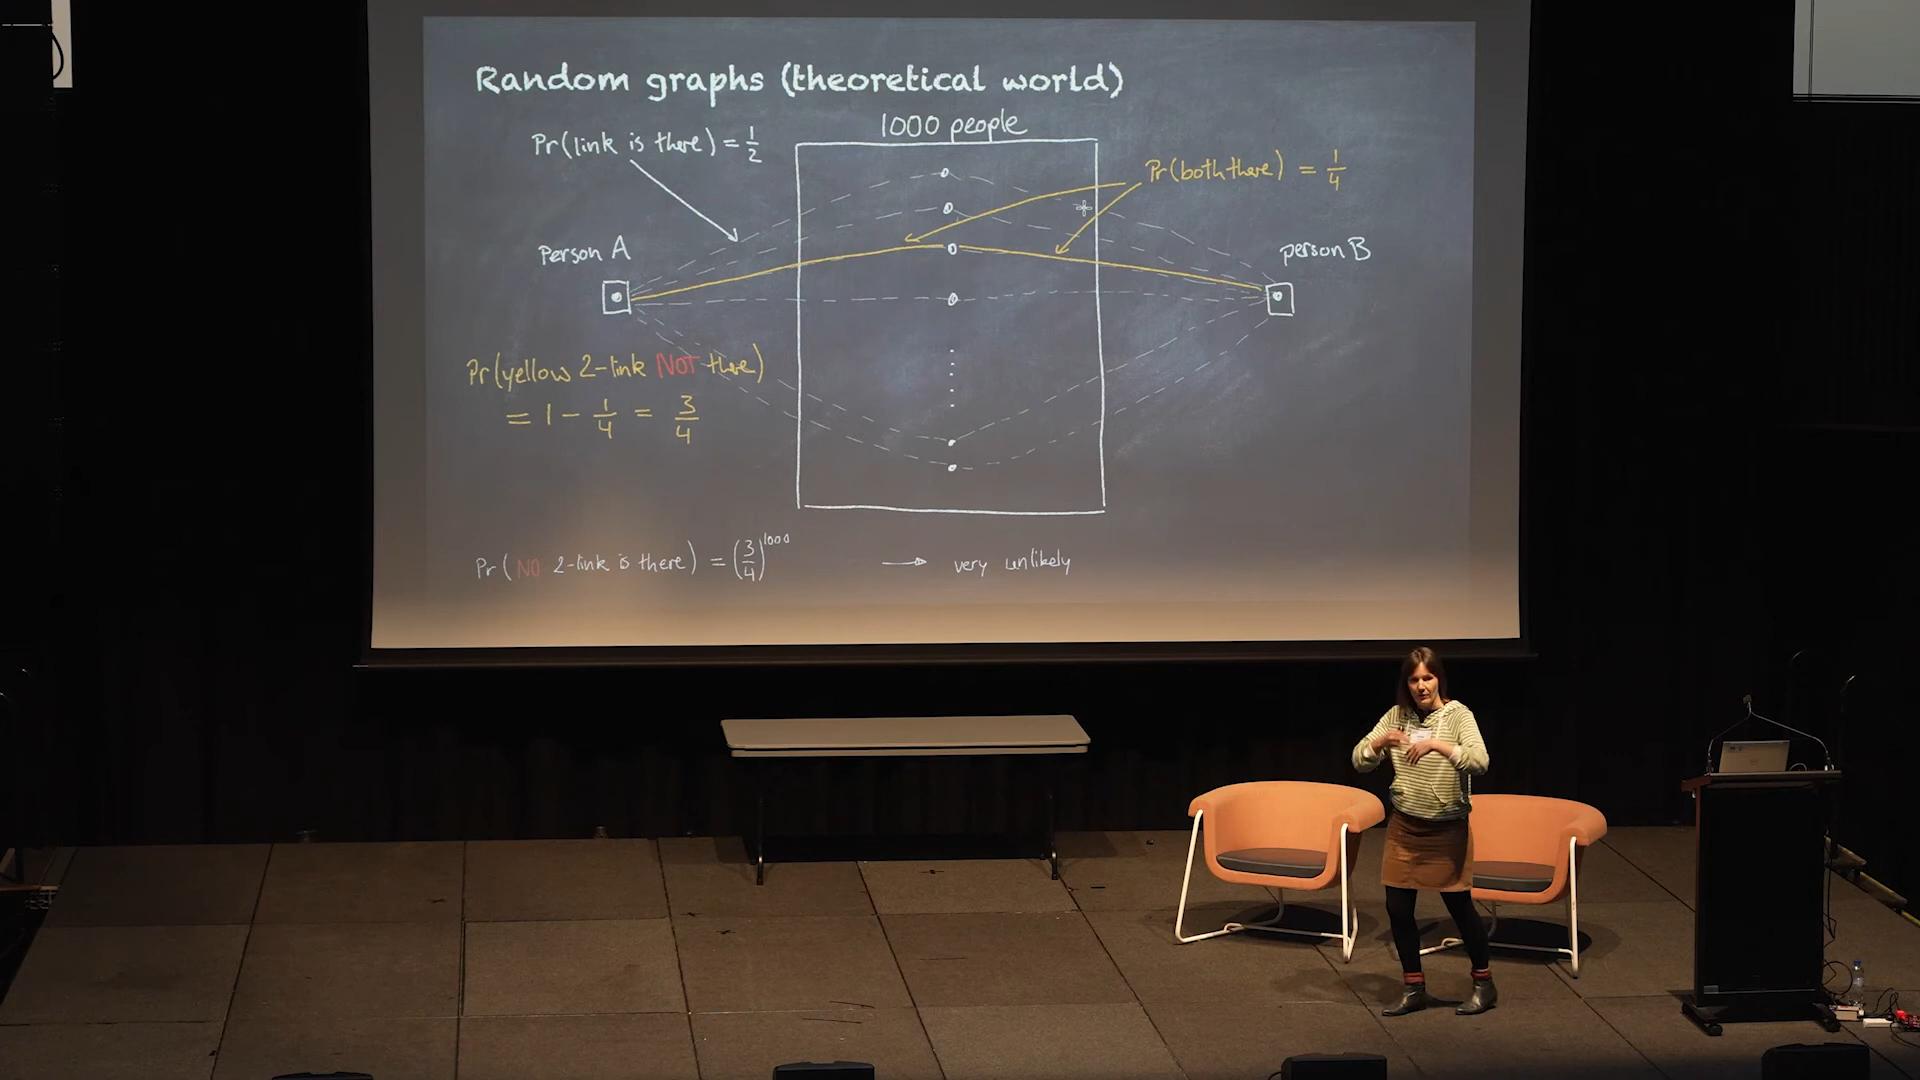 Random graphs (theoretical world)
1000 people
Pr(link is there) = 1/2
Pr(both there) = 1/4
Person A
person B
Pr(yellow 2-link NOT there)
= 1 - 1/4 = 3/4
Pr(NO 2-link is there) = (3/4)^1000 → very unlikely